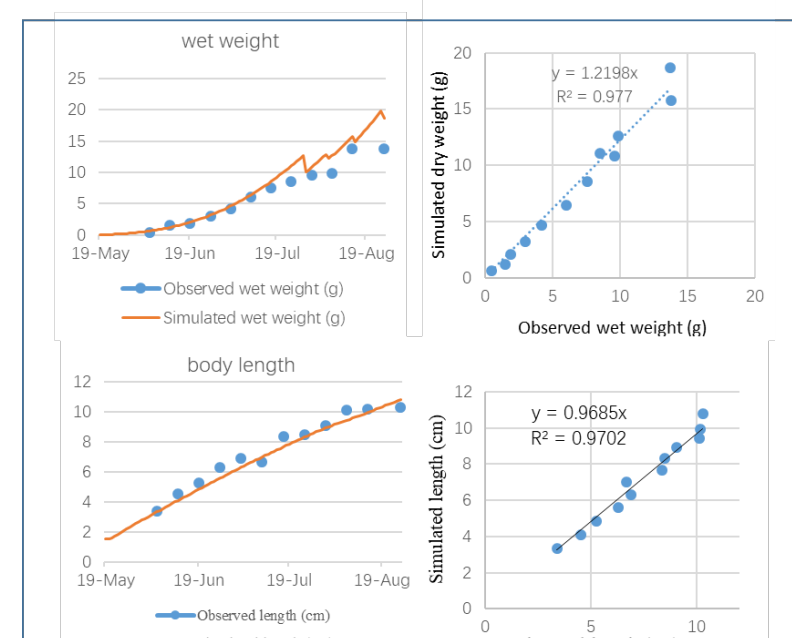 wet weight
25
20
15
10
5
0
19-May 19-Jun 19-Jul 19-Aug
Observed wet weight (g)
Simulated wet weight (g)
Simulated dry weight (g)
20
15
10
5
0
y = 1.2198x
R² = 0.977
0 5 10 15 20
Observed wet weight (g)
body length
12
10
8
6
4
2
0
19-May 19-Jun 19-Jul 19-Aug
Observed length (cm)
Simulated length (cm)
12
10
8
6
4
2
0
y = 0.9685x
R² = 0.9702
0 5 10